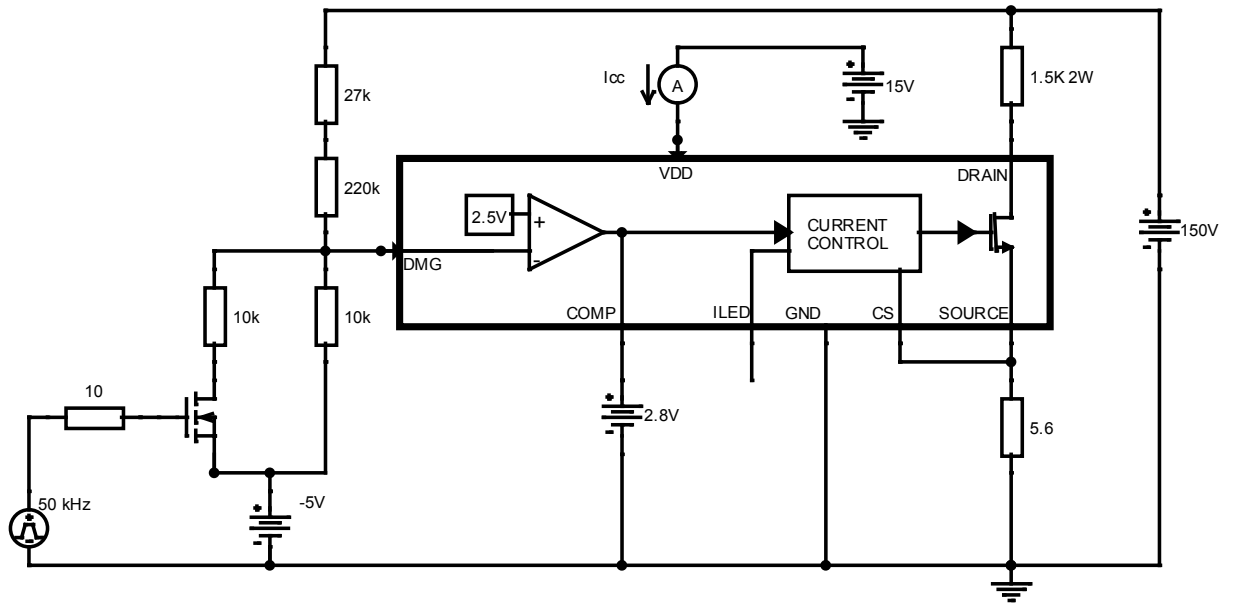 27k
Icc
A
15V
1.5K 2W
220k
VDD
DRAIN
2.5V
+
-
CURRENT
CONTROL
150V
DMG
10k
10k
COMP
ILED
GND
CS
SOURCE
10
2.8V
5.6
-5V
50 kHz